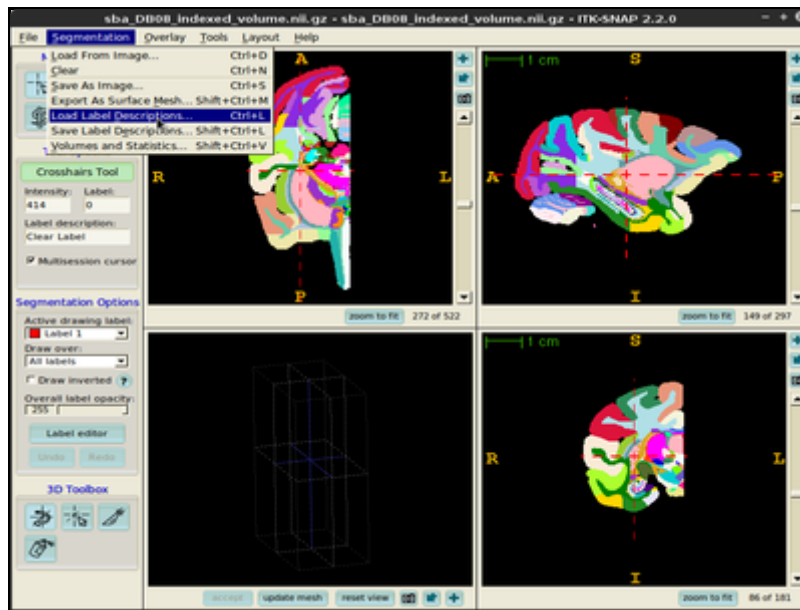 sba_DB08_indexed_volume.nii.gz - sba_DB08_indexed_volume.nii.gz - ITK-SNAP 2.2.0
File Segmentation Overlay Tools Layout Help
Load From Image... Ctrl+D
Clear Ctrl+N
Save As Image... Ctrl+S
Export As Surface Mesh... Shift+Ctrl+M
Load Label Descriptions... Ctrl+L
Save Label Descriptions... Shift+Ctrl+L
Volumes and Statistics... Shift+Ctrl+V
Crosshairs Tool
Intensity: Label:
414 0
Label description:
Clear Label
Multisession cursor
Segmentation Options
Active drawing label:
Label 1
Draw over:
All labels
Draw inverted ?
Overall label opacity:
255
Label editor
Undo Redo
3D Toolbox
A
R L
P
zoom to fit 272 of 522
1 cm
S
A P
I
zoom to fit 149 of 297
accept update mesh reset view
1 cm
S
R L
I
zoom to fit 86 of 181